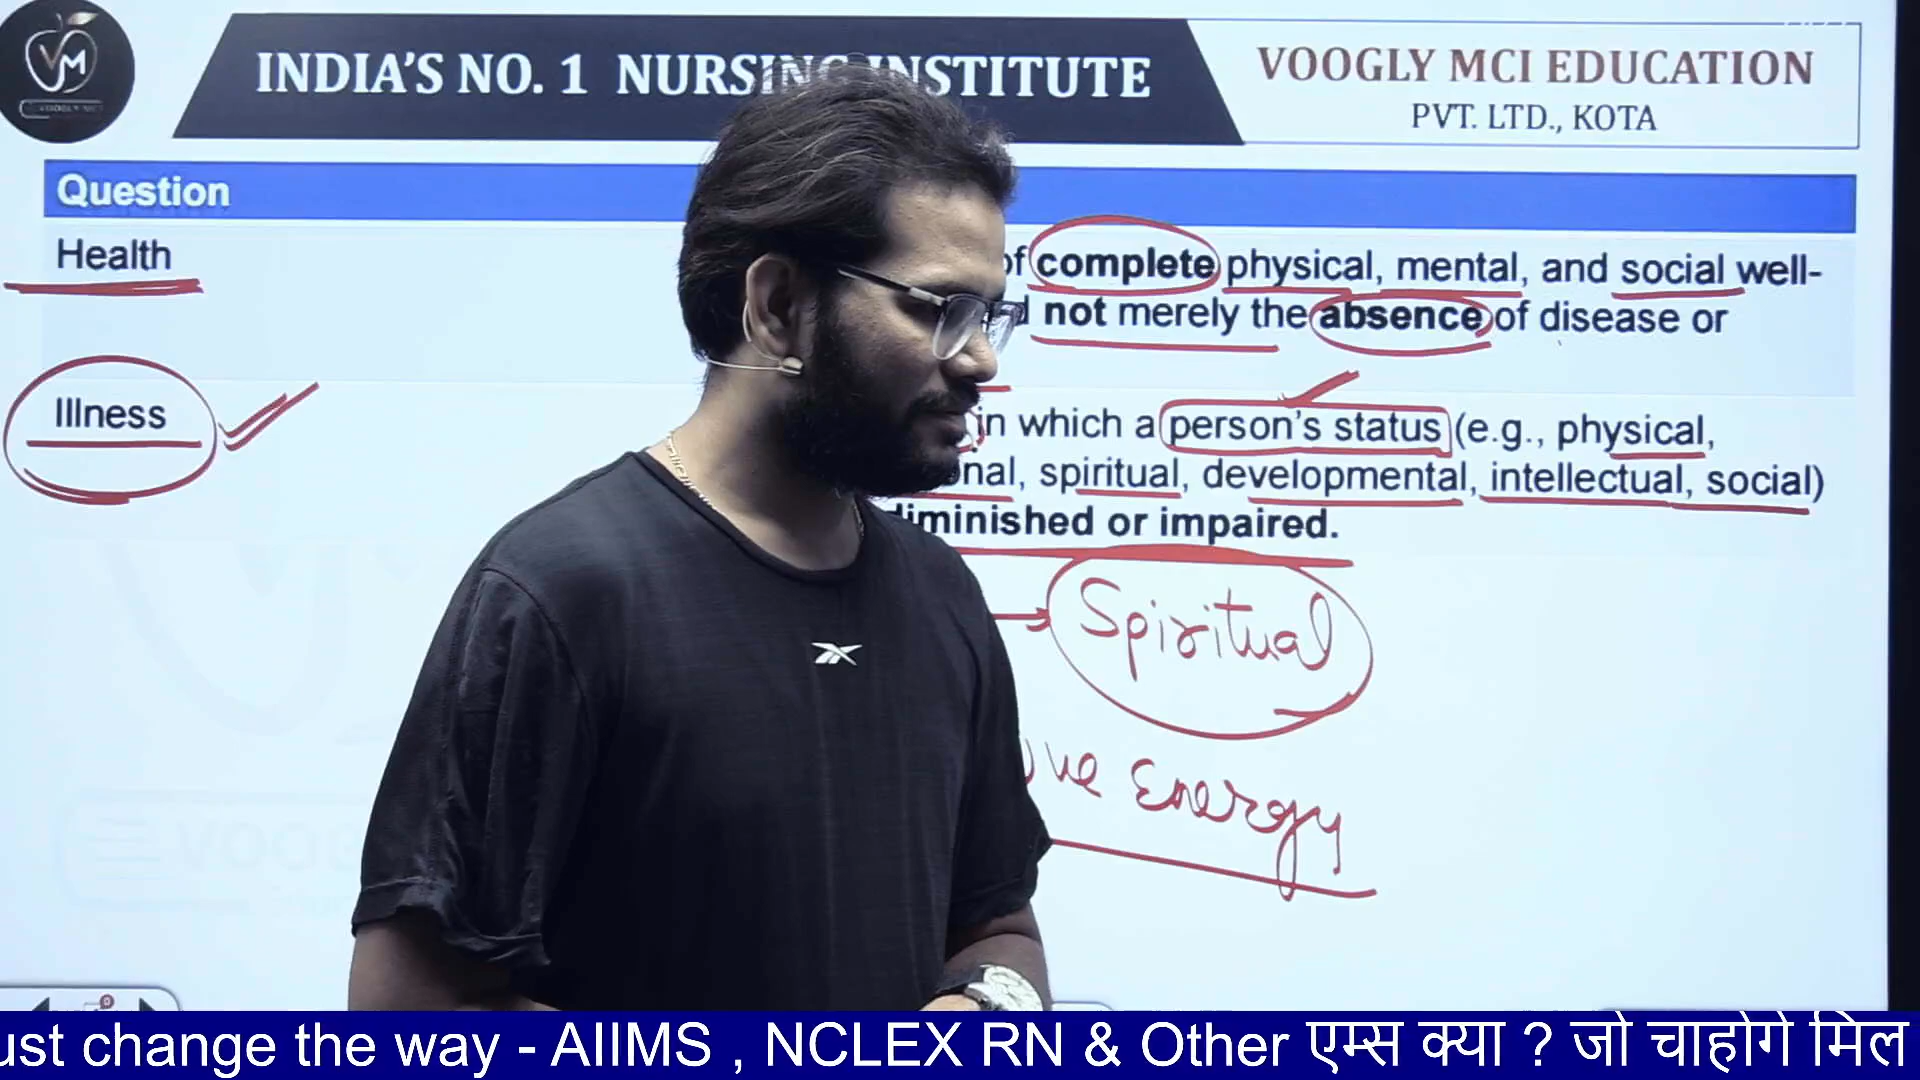 VM
INDIA'S NO. 1 NURSING INSTITUTE
VOOGLY MCI EDUCATION
PVT. LTD., KOTA
Question
Health
of complete physical, mental, and social well-
not merely the absence of disease or
Illness
in which a person's status (e.g., physical,
spiritual, developmental, intellectual, social)
diminished or impaired.
Spiritual
Energy
change the way - AIIMS , NCLEX RN & Other एम्स क्या ? जो चाहोगे मिल